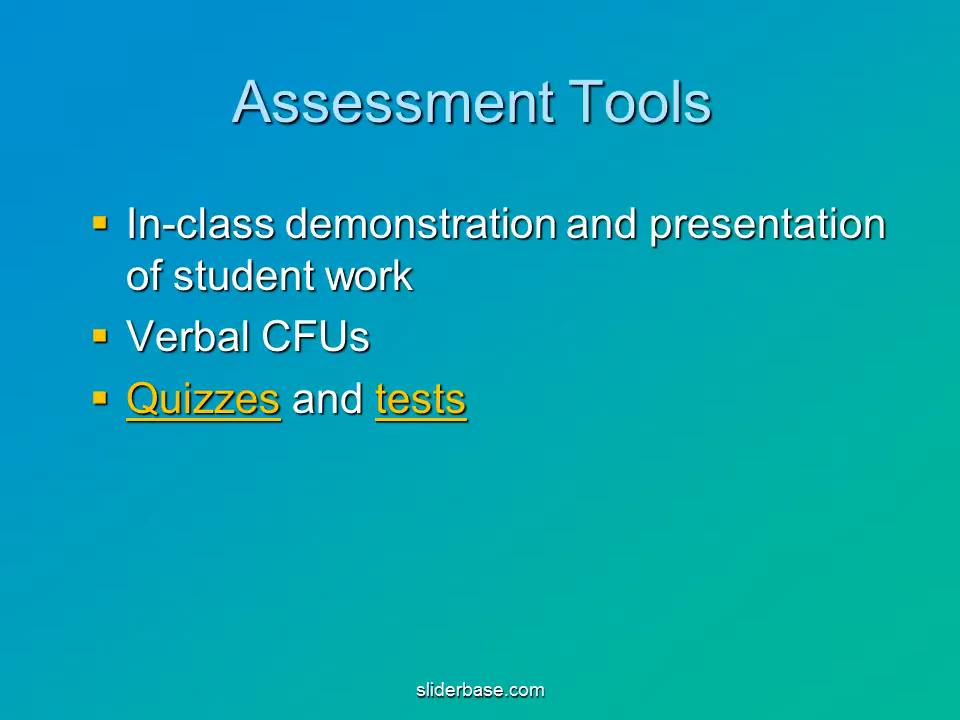 Assessment Tools
In-class demonstration and presentation
of student work
Verbal CFUs
Quizzes and tests
sliderbase.com